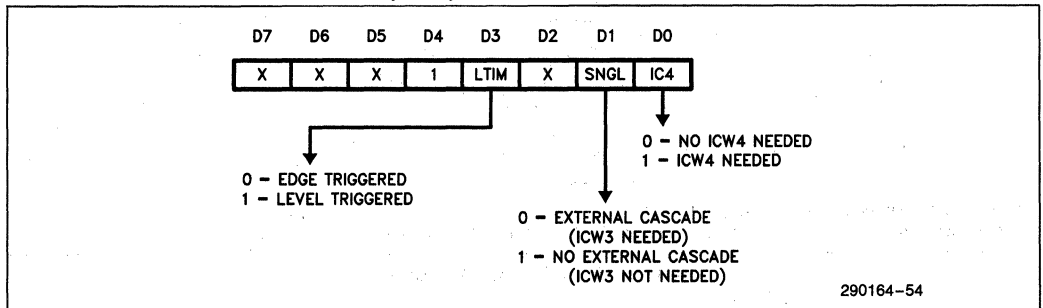 D7 D6 D5 D4 D3 D2 D1 D0
X X X 1 LTIM X SNGL IC4
0 – NO ICW4 NEEDED
1 – ICW4 NEEDED
0 – EDGE TRIGGERED
1 – LEVEL TRIGGERED
0 – EXTERNAL CASCADE
(ICW3 NEEDED)
1 – NO EXTERNAL CASCADE
(ICW3 NOT NEEDED)
290164–54